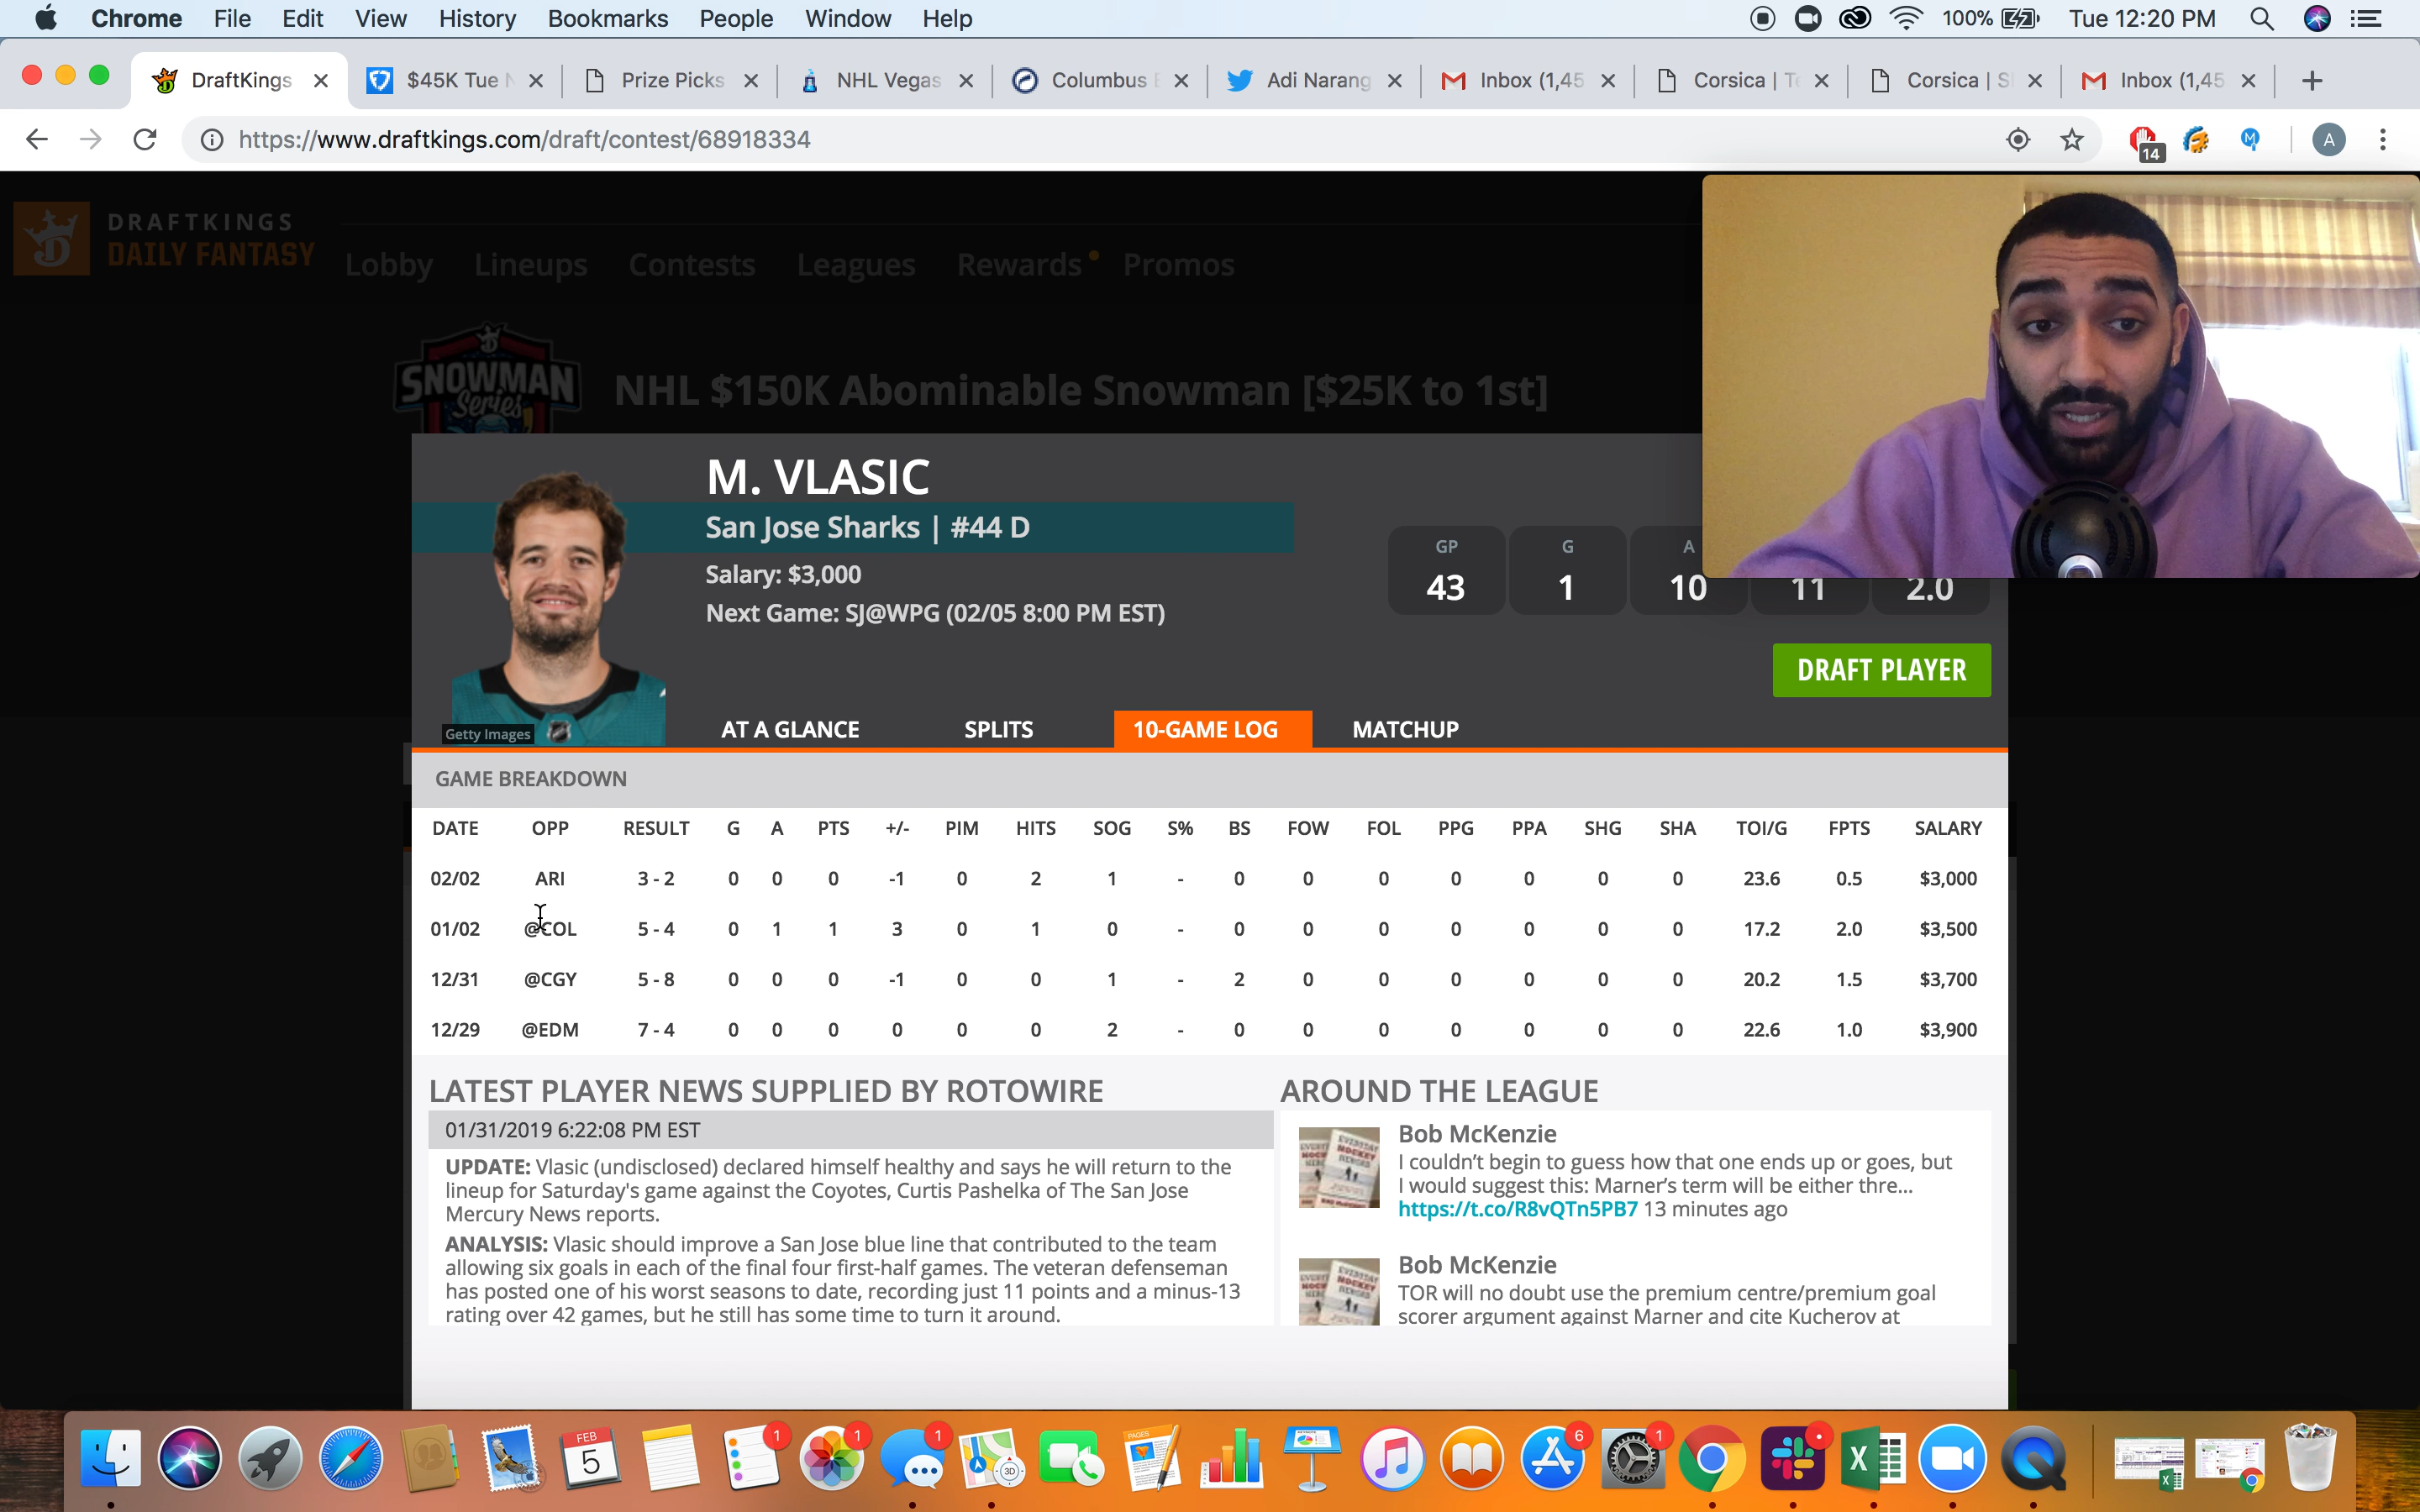 Chrome File Edit View History Bookmarks People Window Help 100% Tue 12:20 PM
DraftKings $45K Tue N Prize Picks NHL Vegas Columbus B Adi Narang Inbox (1,45 Corsica | Te Corsica | S Inbox (1,45
https://www.draftkings.com/draft/contest/68918334 14 A
DRAFTKINGS
DAILY FANTASY
Lobby Lineups Contests Leagues Rewards Promos
SNOWMAN
Series
NHL $150K Abominable Snowman [$25K to 1st]
M. VLASIC
San Jose Sharks | #44 D
Salary: $3,000
Next Game: SJ@WPG (02/05 8:00 PM EST)
GP G A
43 1 10 11 2.0
DRAFT PLAYER
Getty Images
AT A GLANCE SPLITS 10-GAME LOG MATCHUP
GAME BREAKDOWN
DATE OPP RESULT G A PTS +/- PIM HITS SOG S% BS FOW FOL PPG PPA SHG SHA TOI/G FPTS SALARY
02/02 ARI 3 - 2 0 0 0 -1 0 2 1 - 0 0 0 0 0 0 0 23.6 0.5 $3,000
01/02 @COL 5 - 4 0 1 1 3 0 1 0 - 0 0 0 0 0 0 0 17.2 2.0 $3,500
12/31 @CGY 5 - 8 0 0 0 -1 0 0 1 - 2 0 0 0 0 0 0 20.2 1.5 $3,700
12/29 @EDM 7 - 4 0 0 0 0 0 0 2 - 0 0 0 0 0 0 0 22.6 1.0 $3,900
LATEST PLAYER NEWS SUPPLIED BY ROTOWIRE
01/31/2019 6:22:08 PM EST
UPDATE: Vlasic (undisclosed) declared himself healthy and says he will return to the
lineup for Saturday's game against the Coyotes, Curtis Pashelka of The San Jose
Mercury News reports.
ANALYSIS: Vlasic should improve a San Jose blue line that contributed to the team
allowing six goals in each of the final four first-half games. The veteran defenseman
has posted one of his worst seasons to date, recording just 11 points and a minus-13
rating over 42 games, but he still has some time to turn it around.
AROUND THE LEAGUE
Bob McKenzie
I couldn't begin to guess how that one ends up or goes, but
I would suggest this: Marner's term will be either thre...
https://t.co/R8vQTn5PB7 13 minutes ago
Bob McKenzie
TOR will no doubt use the premium centre/premium goal
scorer argument against Marner and cite Kucherov at
FEB
5
1 1 1 3D PAGES 6 1